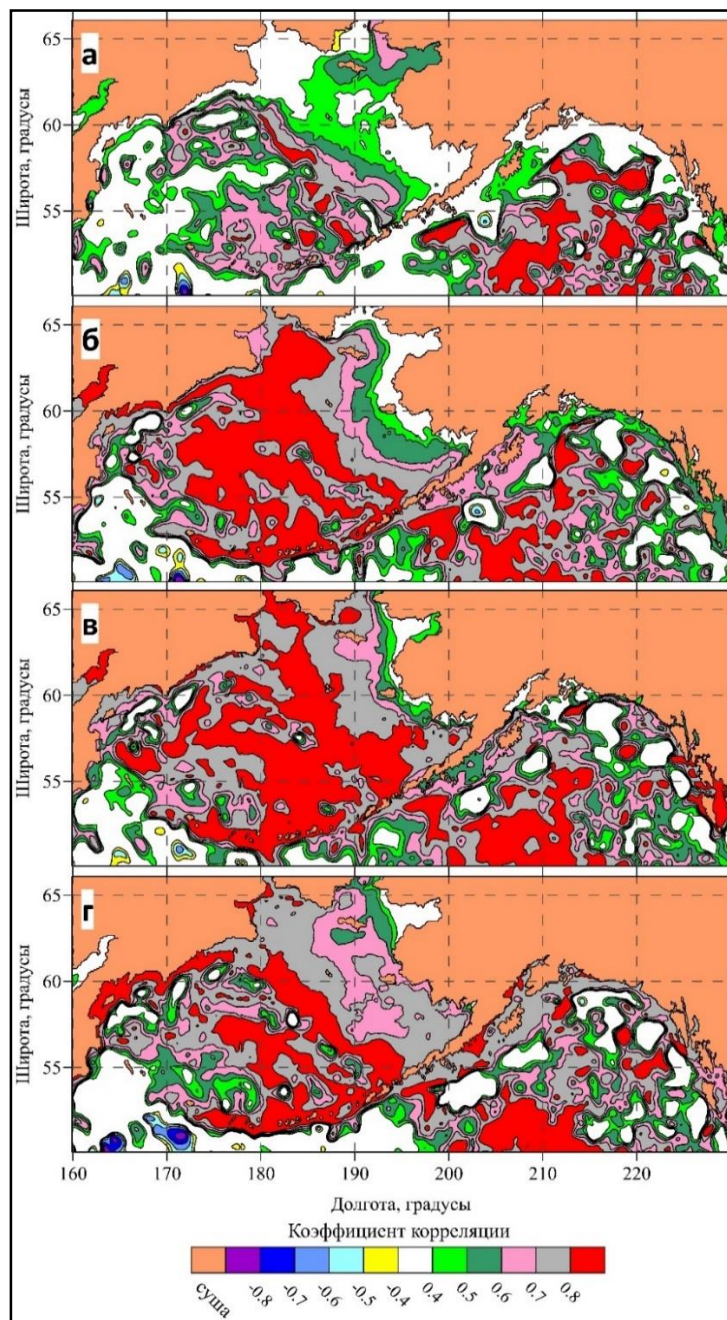 65
а
60
55
Широта, градусы
65
б
60
55
Широта, градусы
65
в
60
55
Широта, градусы
65
г
60
55
Широта, градусы
160 170 180 190 200 210 220
Долгота, градусы
Коэффициент корреляции
суша -0.8 -0.7 -0.6 -0.5 -0.4 0.4 0.5 0.6 0.7 0.8